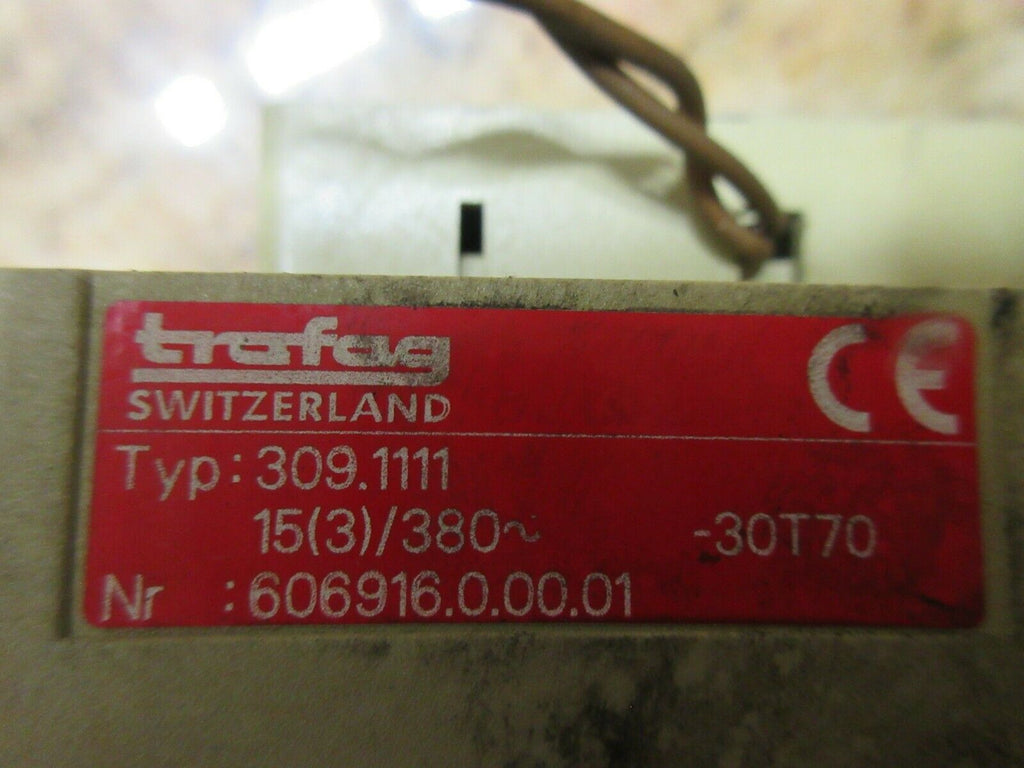 trafag
SWITZERLAND
CE
Typ: 309.1111
15(3)/380~ -30T70
Nr :606916.0.00.01